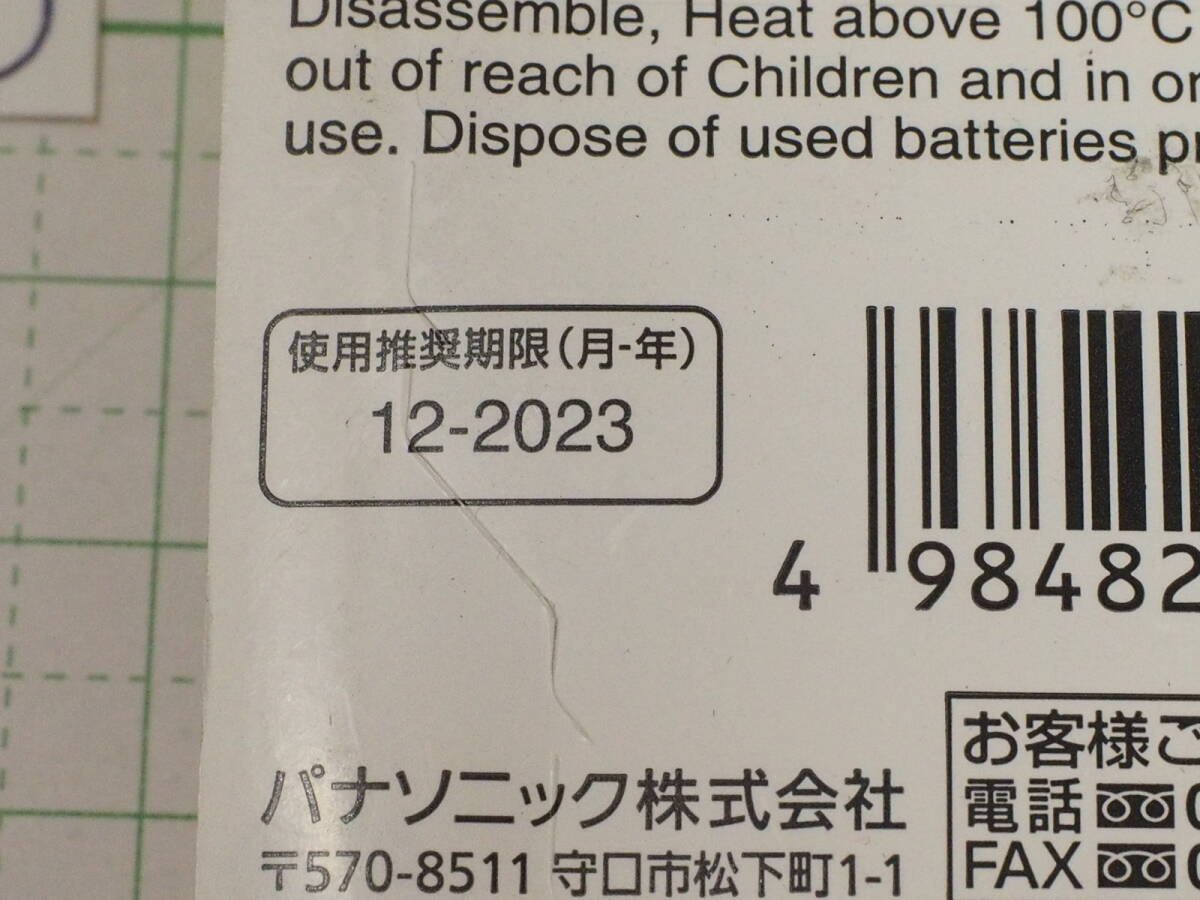 Disassemble, Heat above 100°C
out of reach of Children and in
use. Dispose of used batteries
使用推奨期限(月-年)
12-2023
4 98482
お客様
パナソニック株式会社
電話
〒570-8511 守口市松下町1-1
FAX